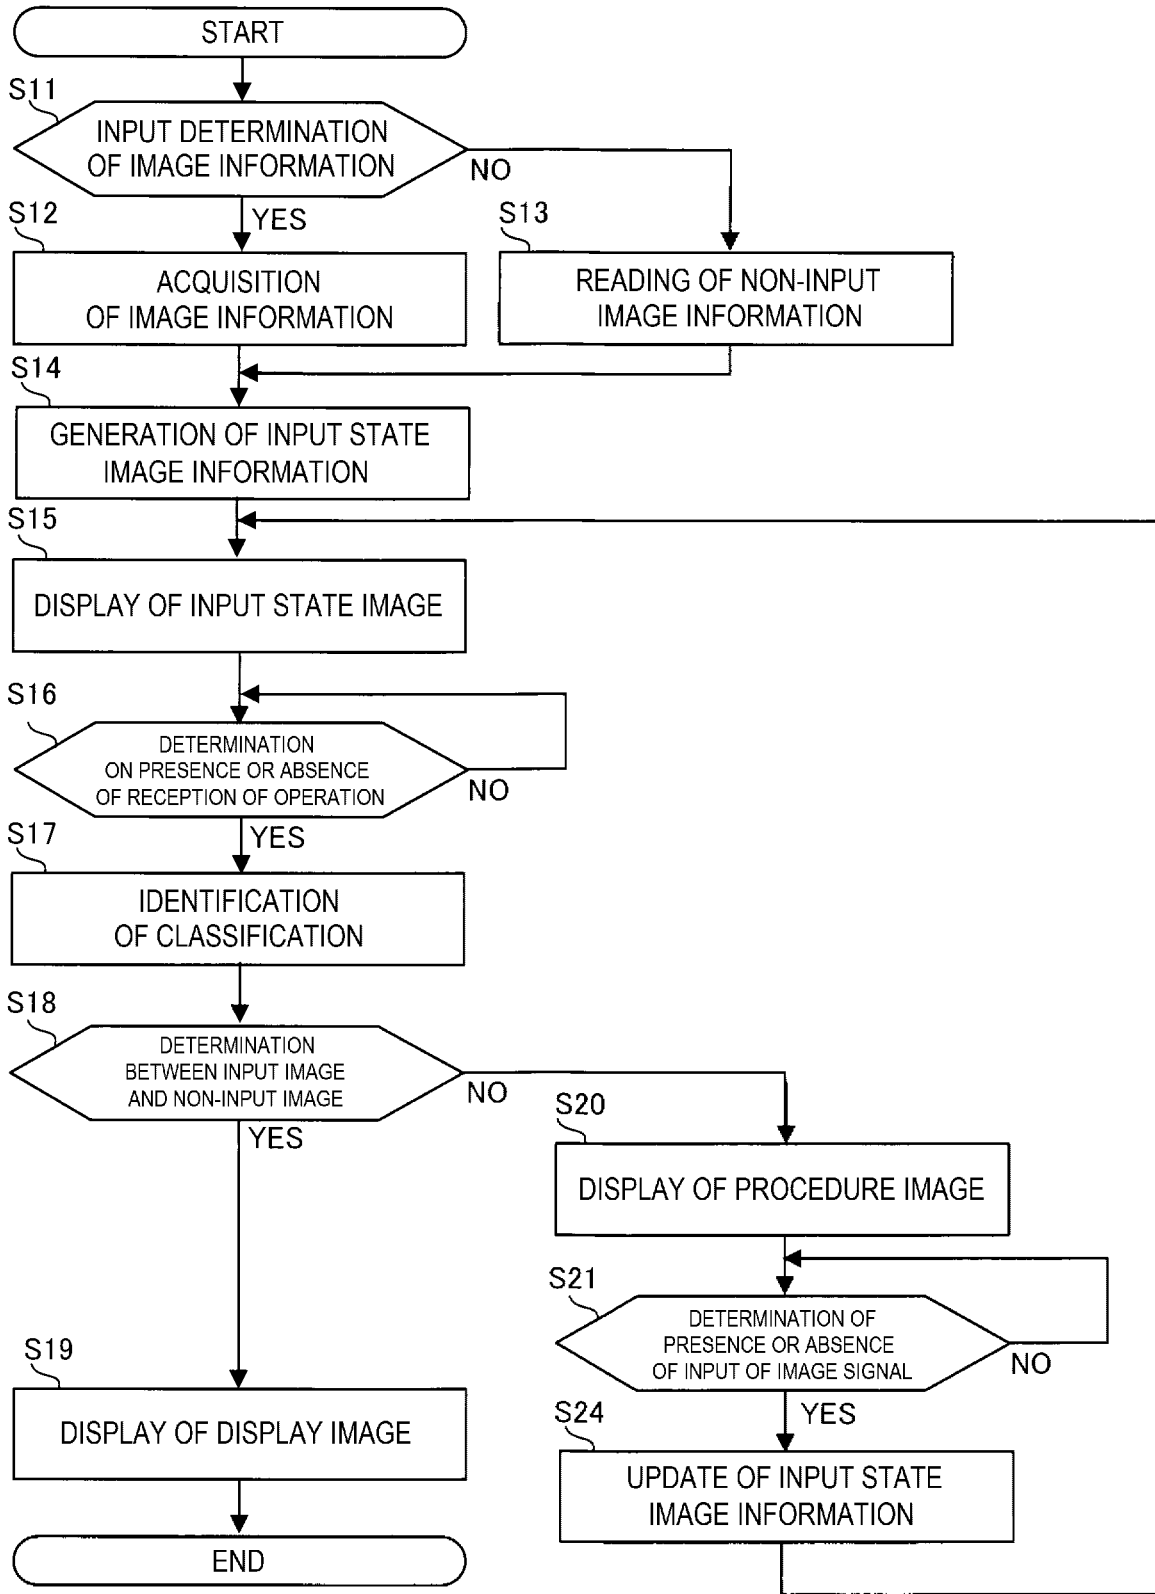 START
S11
INPUT DETERMINATION
OF IMAGE INFORMATION
NO
YES
S12
ACQUISITION
OF IMAGE INFORMATION
S13
READING OF NON-INPUT
IMAGE INFORMATION
S14
GENERATION OF INPUT STATE
IMAGE INFORMATION
S15
DISPLAY OF INPUT STATE IMAGE
S16
DETERMINATION
ON PRESENCE OR ABSENCE
OF RECEPTION OF OPERATION
NO
YES
S17
IDENTIFICATION
OF CLASSIFICATION
S18
DETERMINATION
BETWEEN INPUT IMAGE
AND NON-INPUT IMAGE
NO
YES
S20
DISPLAY OF PROCEDURE IMAGE
S21
DETERMINATION OF
PRESENCE OR ABSENCE
OF INPUT OF IMAGE SIGNAL
NO
YES
S19
DISPLAY OF DISPLAY IMAGE
S24
UPDATE OF INPUT STATE
IMAGE INFORMATION
END